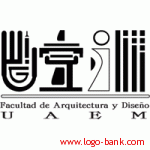 Facultad de Arquitectura y Diseño
U A E M
www.logo-bank.com